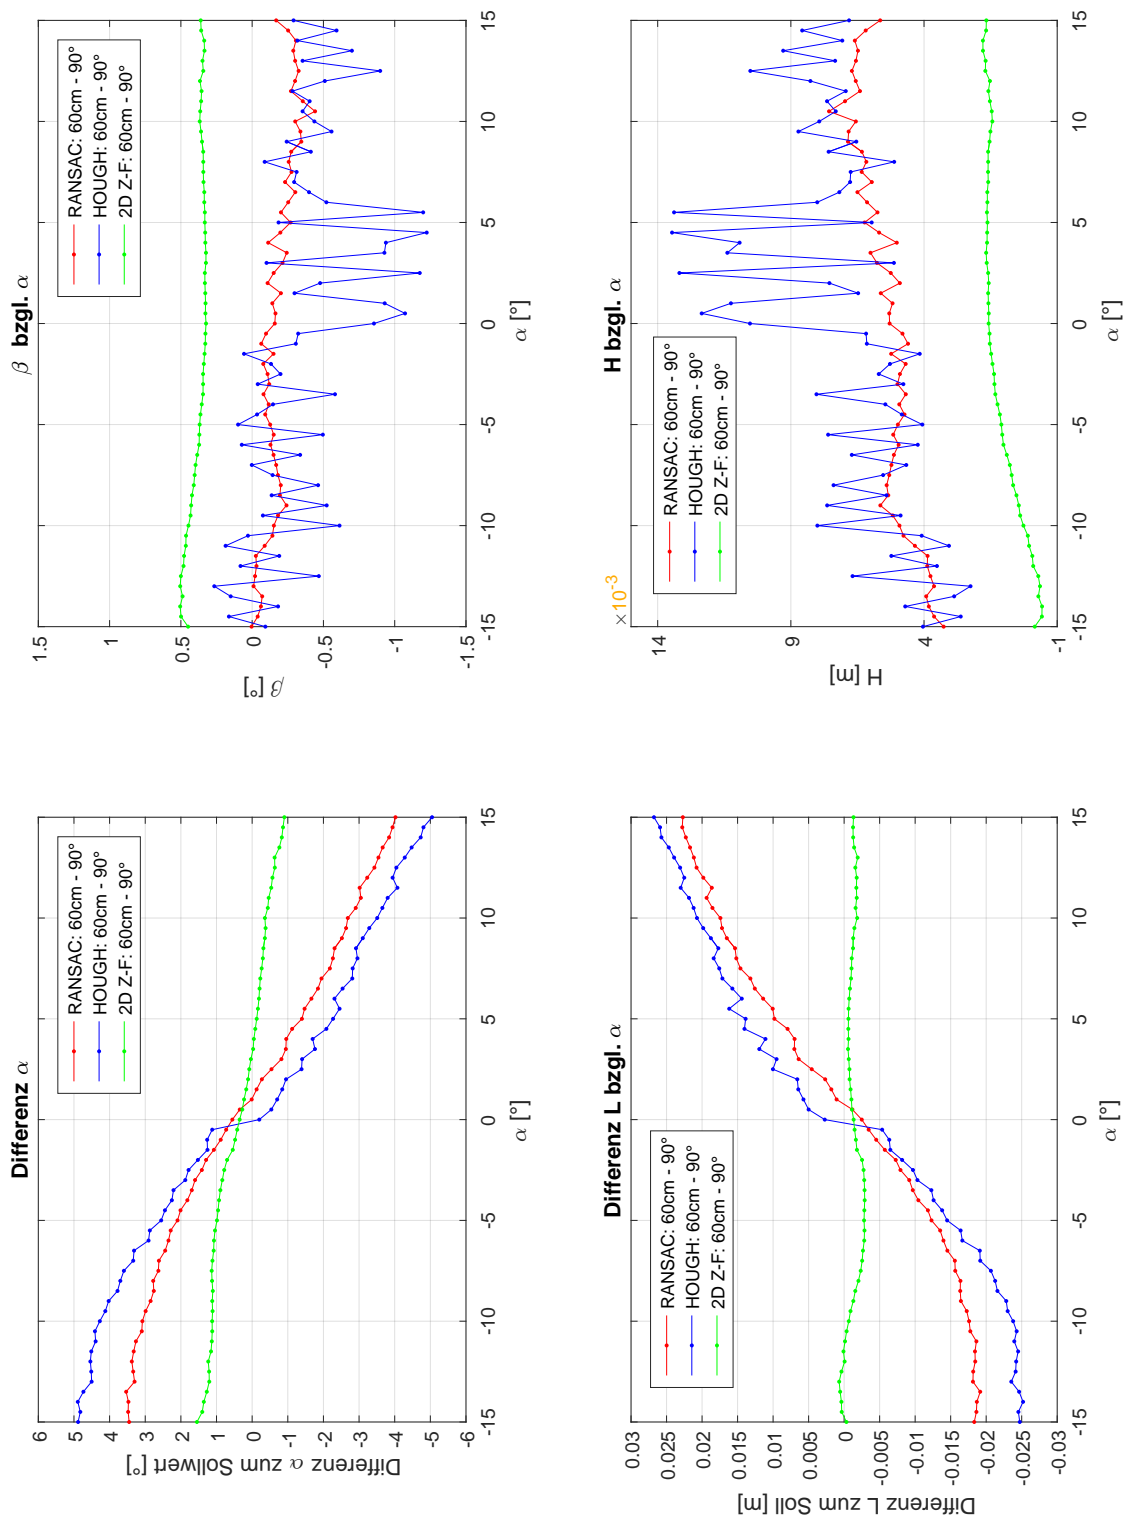 Differenz α
Differenz α zum Sollwert [°]
6
5
4
3
2
1
0
-1
-2
-3
-4
-5
-6
-15
-10
-5
0
5
10
15
α [°]
RANSAC: 60cm - 90°
HOUGH: 60cm - 90°
2D Z-F: 60cm - 90°
β bzgl. α
β [°]
1.5
1
0.5
0
-0.5
-1
-1.5
-15
-10
-5
0
5
10
15
α [°]
RANSAC: 60cm - 90°
HOUGH: 60cm - 90°
2D Z-F: 60cm - 90°
Differenz L bzgl. α
Differenz L zum Soll [m]
0.03
0.025
0.02
0.015
0.01
0.005
0
-0.005
-0.01
-0.015
-0.02
-0.025
-0.03
-15
-10
-5
0
5
10
15
α [°]
RANSAC: 60cm - 90°
HOUGH: 60cm - 90°
2D Z-F: 60cm - 90°
H bzgl. α
×10-3
H [m]
14
9
4
-1
-15
-10
-5
0
5
10
15
α [°]
RANSAC: 60cm - 90°
HOUGH: 60cm - 90°
2D Z-F: 60cm - 90°